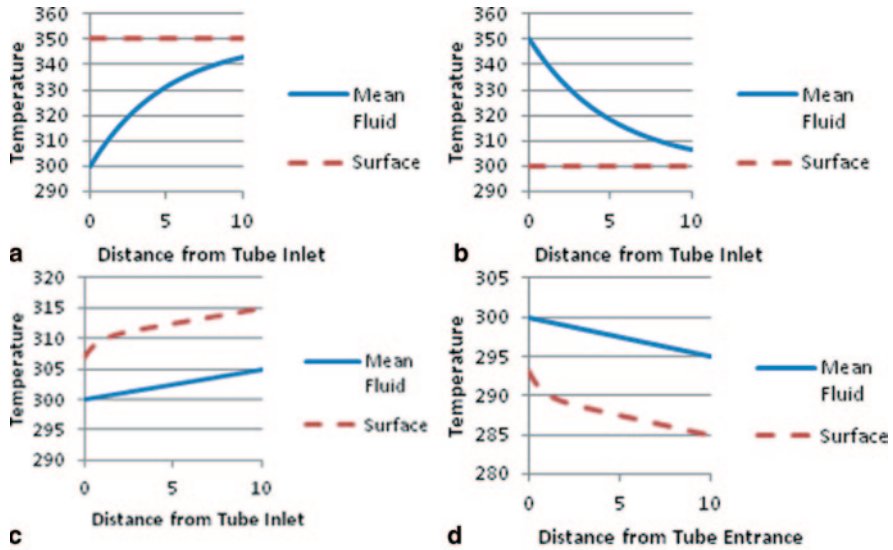 360
350
340
330
320
310
300
290
Temperature
0 5 10
Distance from Tube Inlet
Mean
Fluid
Surface
a
360
350
340
330
320
310
300
290
Temperature
0 5 10
Distance from Tube Inlet
Mean
Fluid
Surface
b
320
315
310
305
300
295
290
Temperature
0 5 10
Distance from Tube Inlet
Mean
Fluid
Surface
c
305
300
295
290
285
280
Temperature
0 5 10
Distance from Tube Entrance
Mean
Fluid
Surface
d